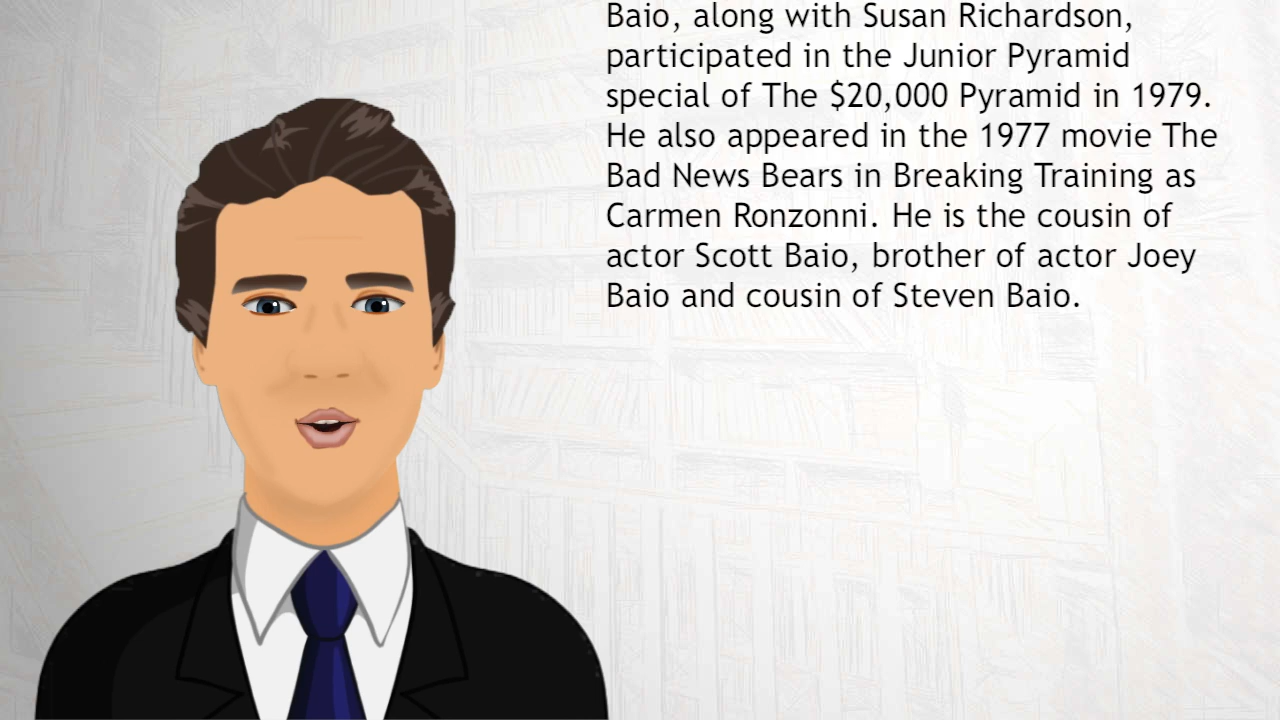 Baio, along with Susan Richardson,
participated in the Junior Pyramid
special of The $20,000 Pyramid in 1979.
He also appeared in the 1977 movie The
Bad News Bears in Breaking Training as
Carmen Ronzonni. He is the cousin of
actor Scott Baio, brother of actor Joey
Baio and cousin of Steven Baio.